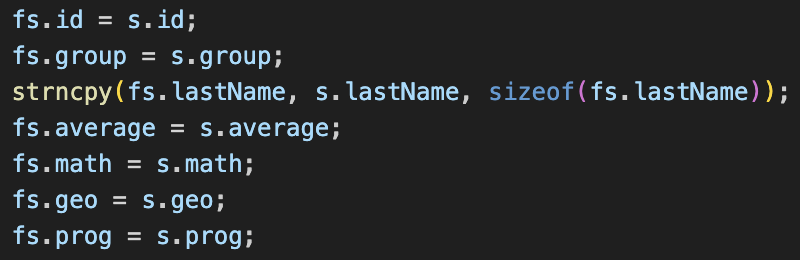 fs.id = s.id;
fs.group = s.group;
strncpy(fs.lastName, s.lastName, sizeof(fs.lastName));
fs.average = s.average;
fs.math = s.math;
fs.geo = s.geo;
fs.prog = s.prog;